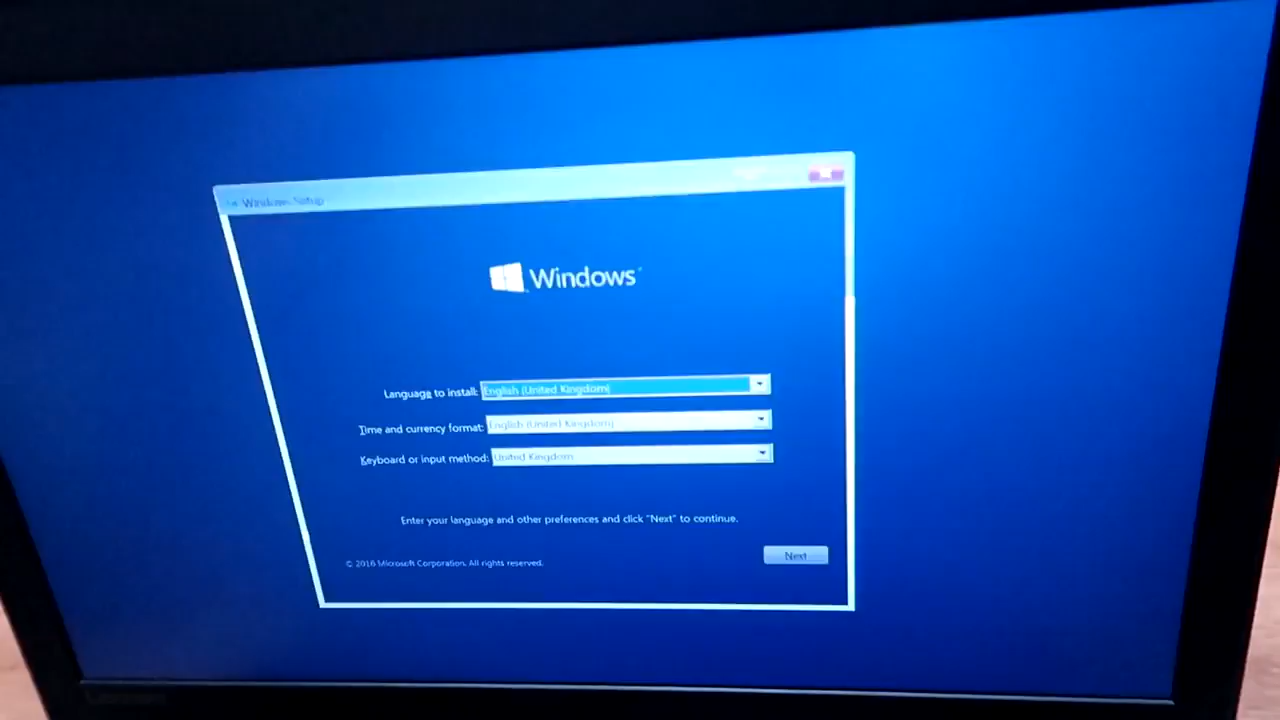 Windows Setup
Windows
Language to install: English (United Kingdom)
Time and currency format: English (United Kingdom)
Keyboard or input method: United Kingdom
Enter your language and other preferences and click "Next" to continue.
Next
© 2016 Microsoft Corporation. All rights reserved.